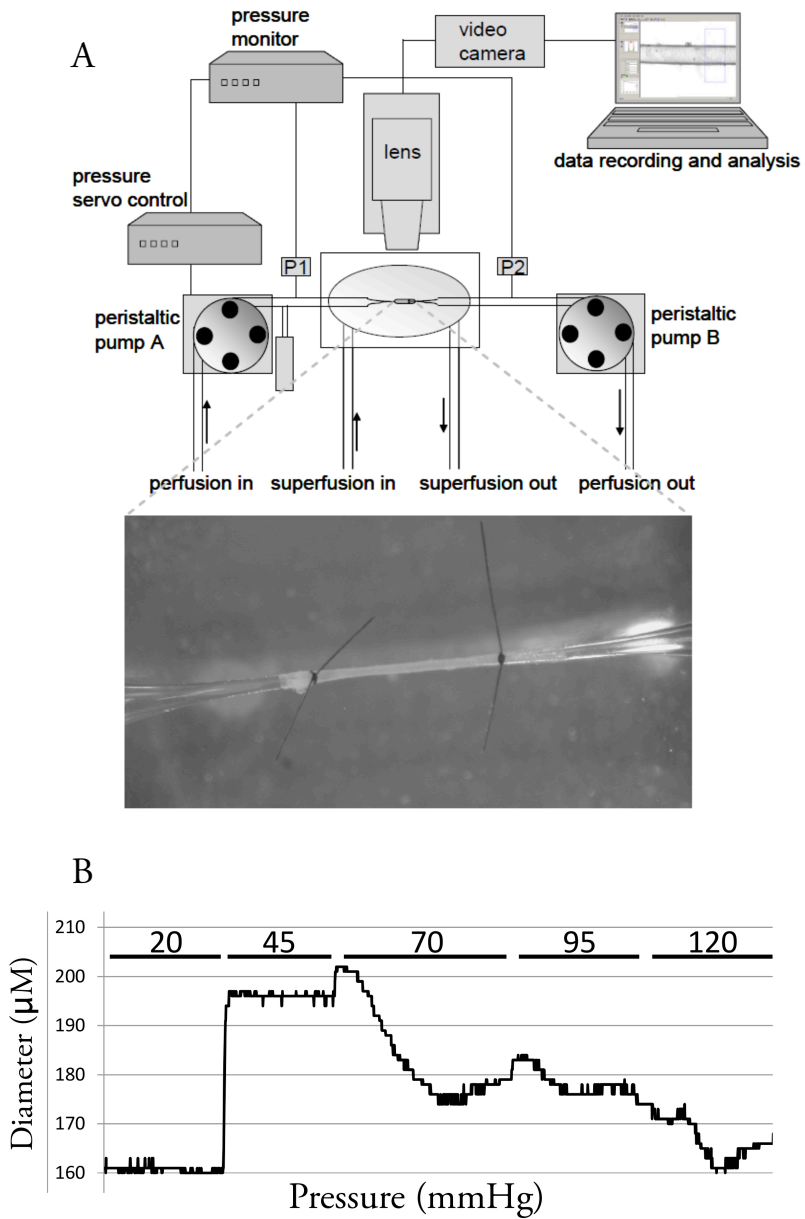 A
pressure
monitor
video
camera
lens
data recording and analysis
pressure
servo control
P1
P2
peristaltic
pump A
peristaltic
pump B
perfusion in
superfusion in
superfusion out
perfusion out
B
Diameter (μM)
210
200
190
180
170
160
20
45
70
95
120
Pressure (mmHg)